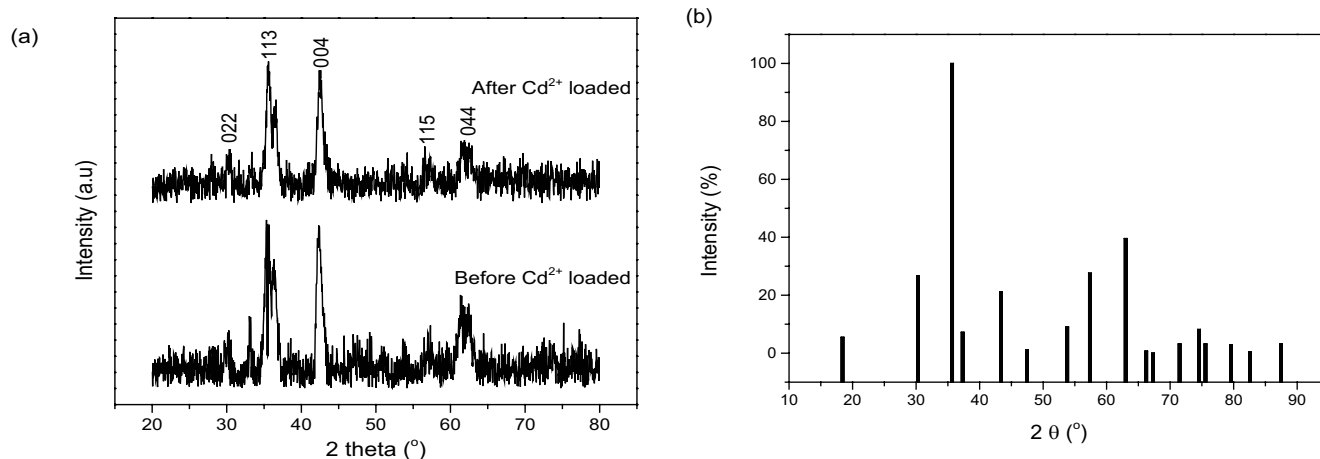 (a)
113
004
022
115
044
After Cd²⁺ loaded
Before Cd²⁺ loaded
Intensity (a.u)
20 30 40 50 60 70 80
2 theta (°)
(b)
100
80
60
40
20
0
Intensity (%)
10 20 30 40 50 60 70 80 90
2 θ (°)